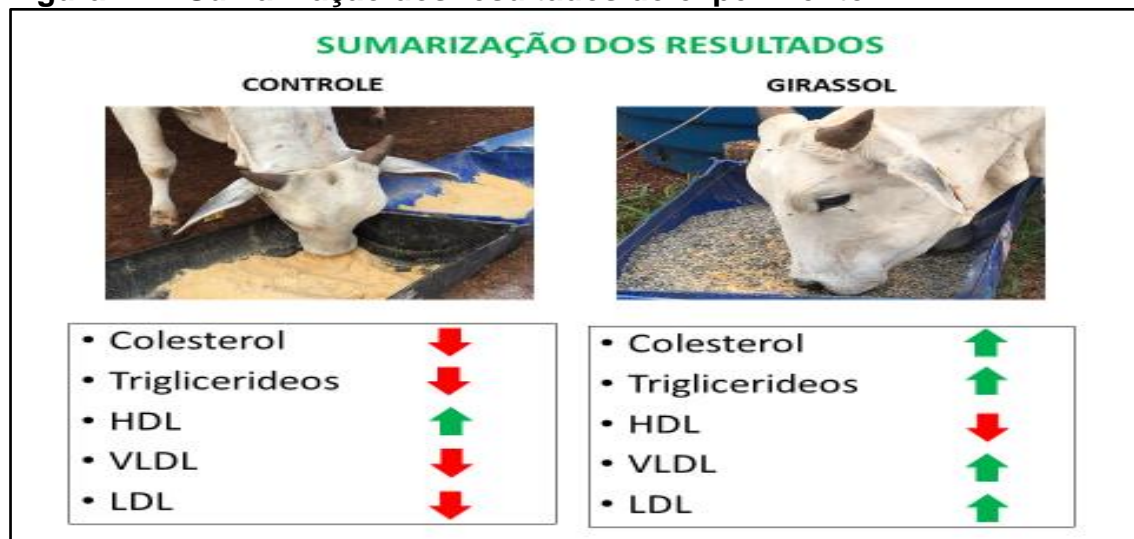 SUMARIZAÇÃO DOS RESULTADOS
CONTROLE
GIRASSOL
• Colesterol
• Triglicerideos
• HDL
• VLDL
• LDL
• Colesterol
• Triglicerideos
• HDL
• VLDL
• LDL